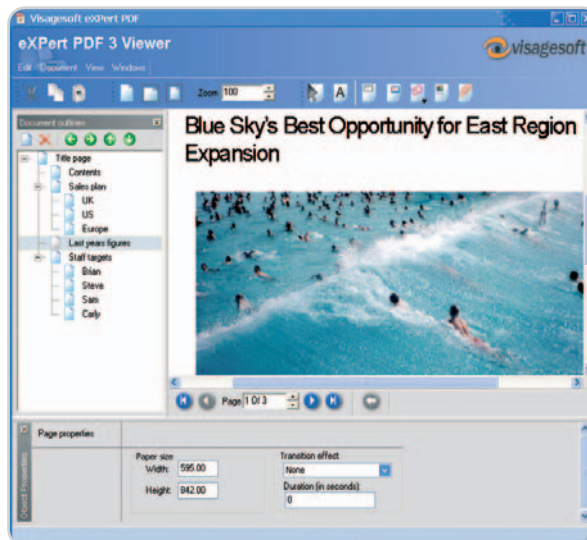 Visagesoft eXPert PDF
eXPert PDF 3 Viewer
visagesoft
Edit Document View Windows
Zoom 100
A
Document outlines
Title page
Contents
Sales plan
UK
US
Europe
Last years figures
Staff targets
Brian
Steve
Sam
Carly
Blue Sky's Best Opportunity for East Region
Expansion
Page 1 Of 3
Object Properties
Page properties
Paper size
Width: 595.00
Height: 842.00
Transition effect
None
Duration (in seconds):
0